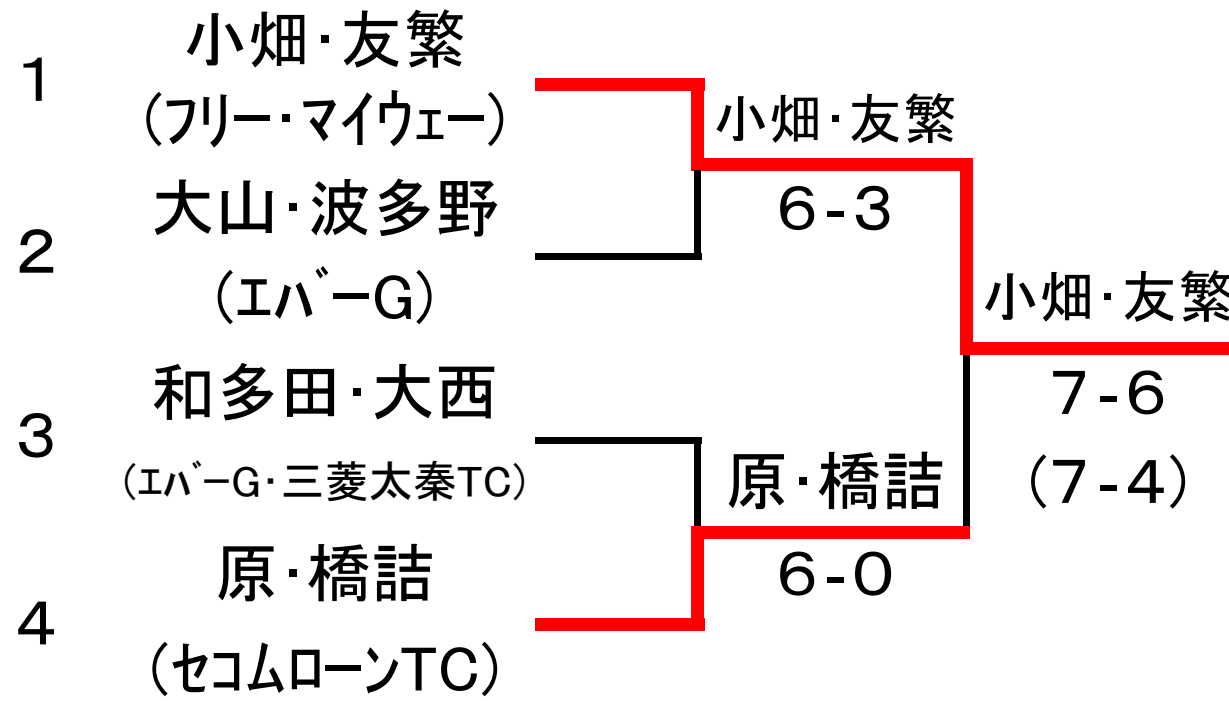 1
小畑・友繁
(フリー・マイウェー)
2
大山・波多野
(エバーG)
3
和多田・大西
(エバーG・三菱太秦TC)
4
原・橋詰
(セコムローンTC)
小畑・友繁
6-3
原・橋詰
6-0
小畑・友繁
7-6
(7-4)